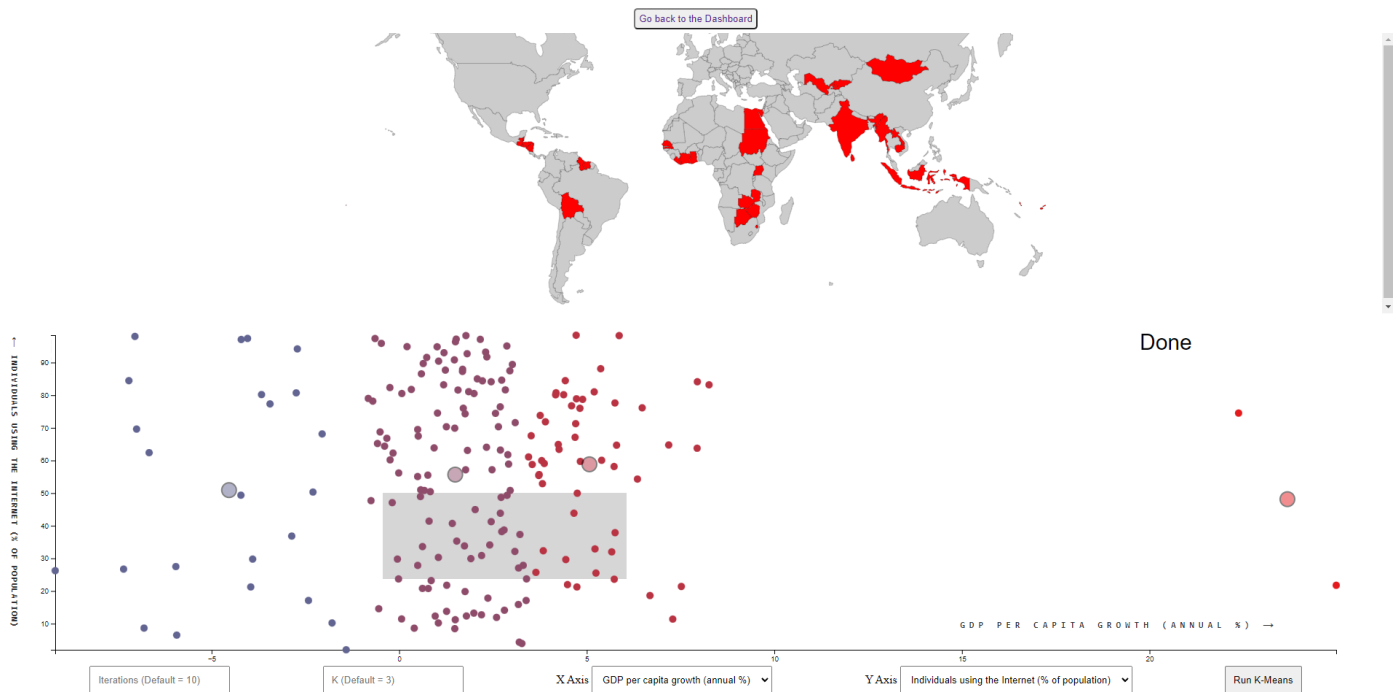 Go back to the Dashboard
Done
← INDIVIDUALS USING THE INTERNET (% OF POPULATION)
90
80
70
60
50
40
30
20
10
GDP PER CAPITA GROWTH (ANNUAL %) →
−5
0
5
10
15
20
Iterations (Default = 10)
K (Default = 3)
X Axis
GDP per capita growth (annual %)
Y Axis
Individuals using the Internet (% of population)
Run K-Means